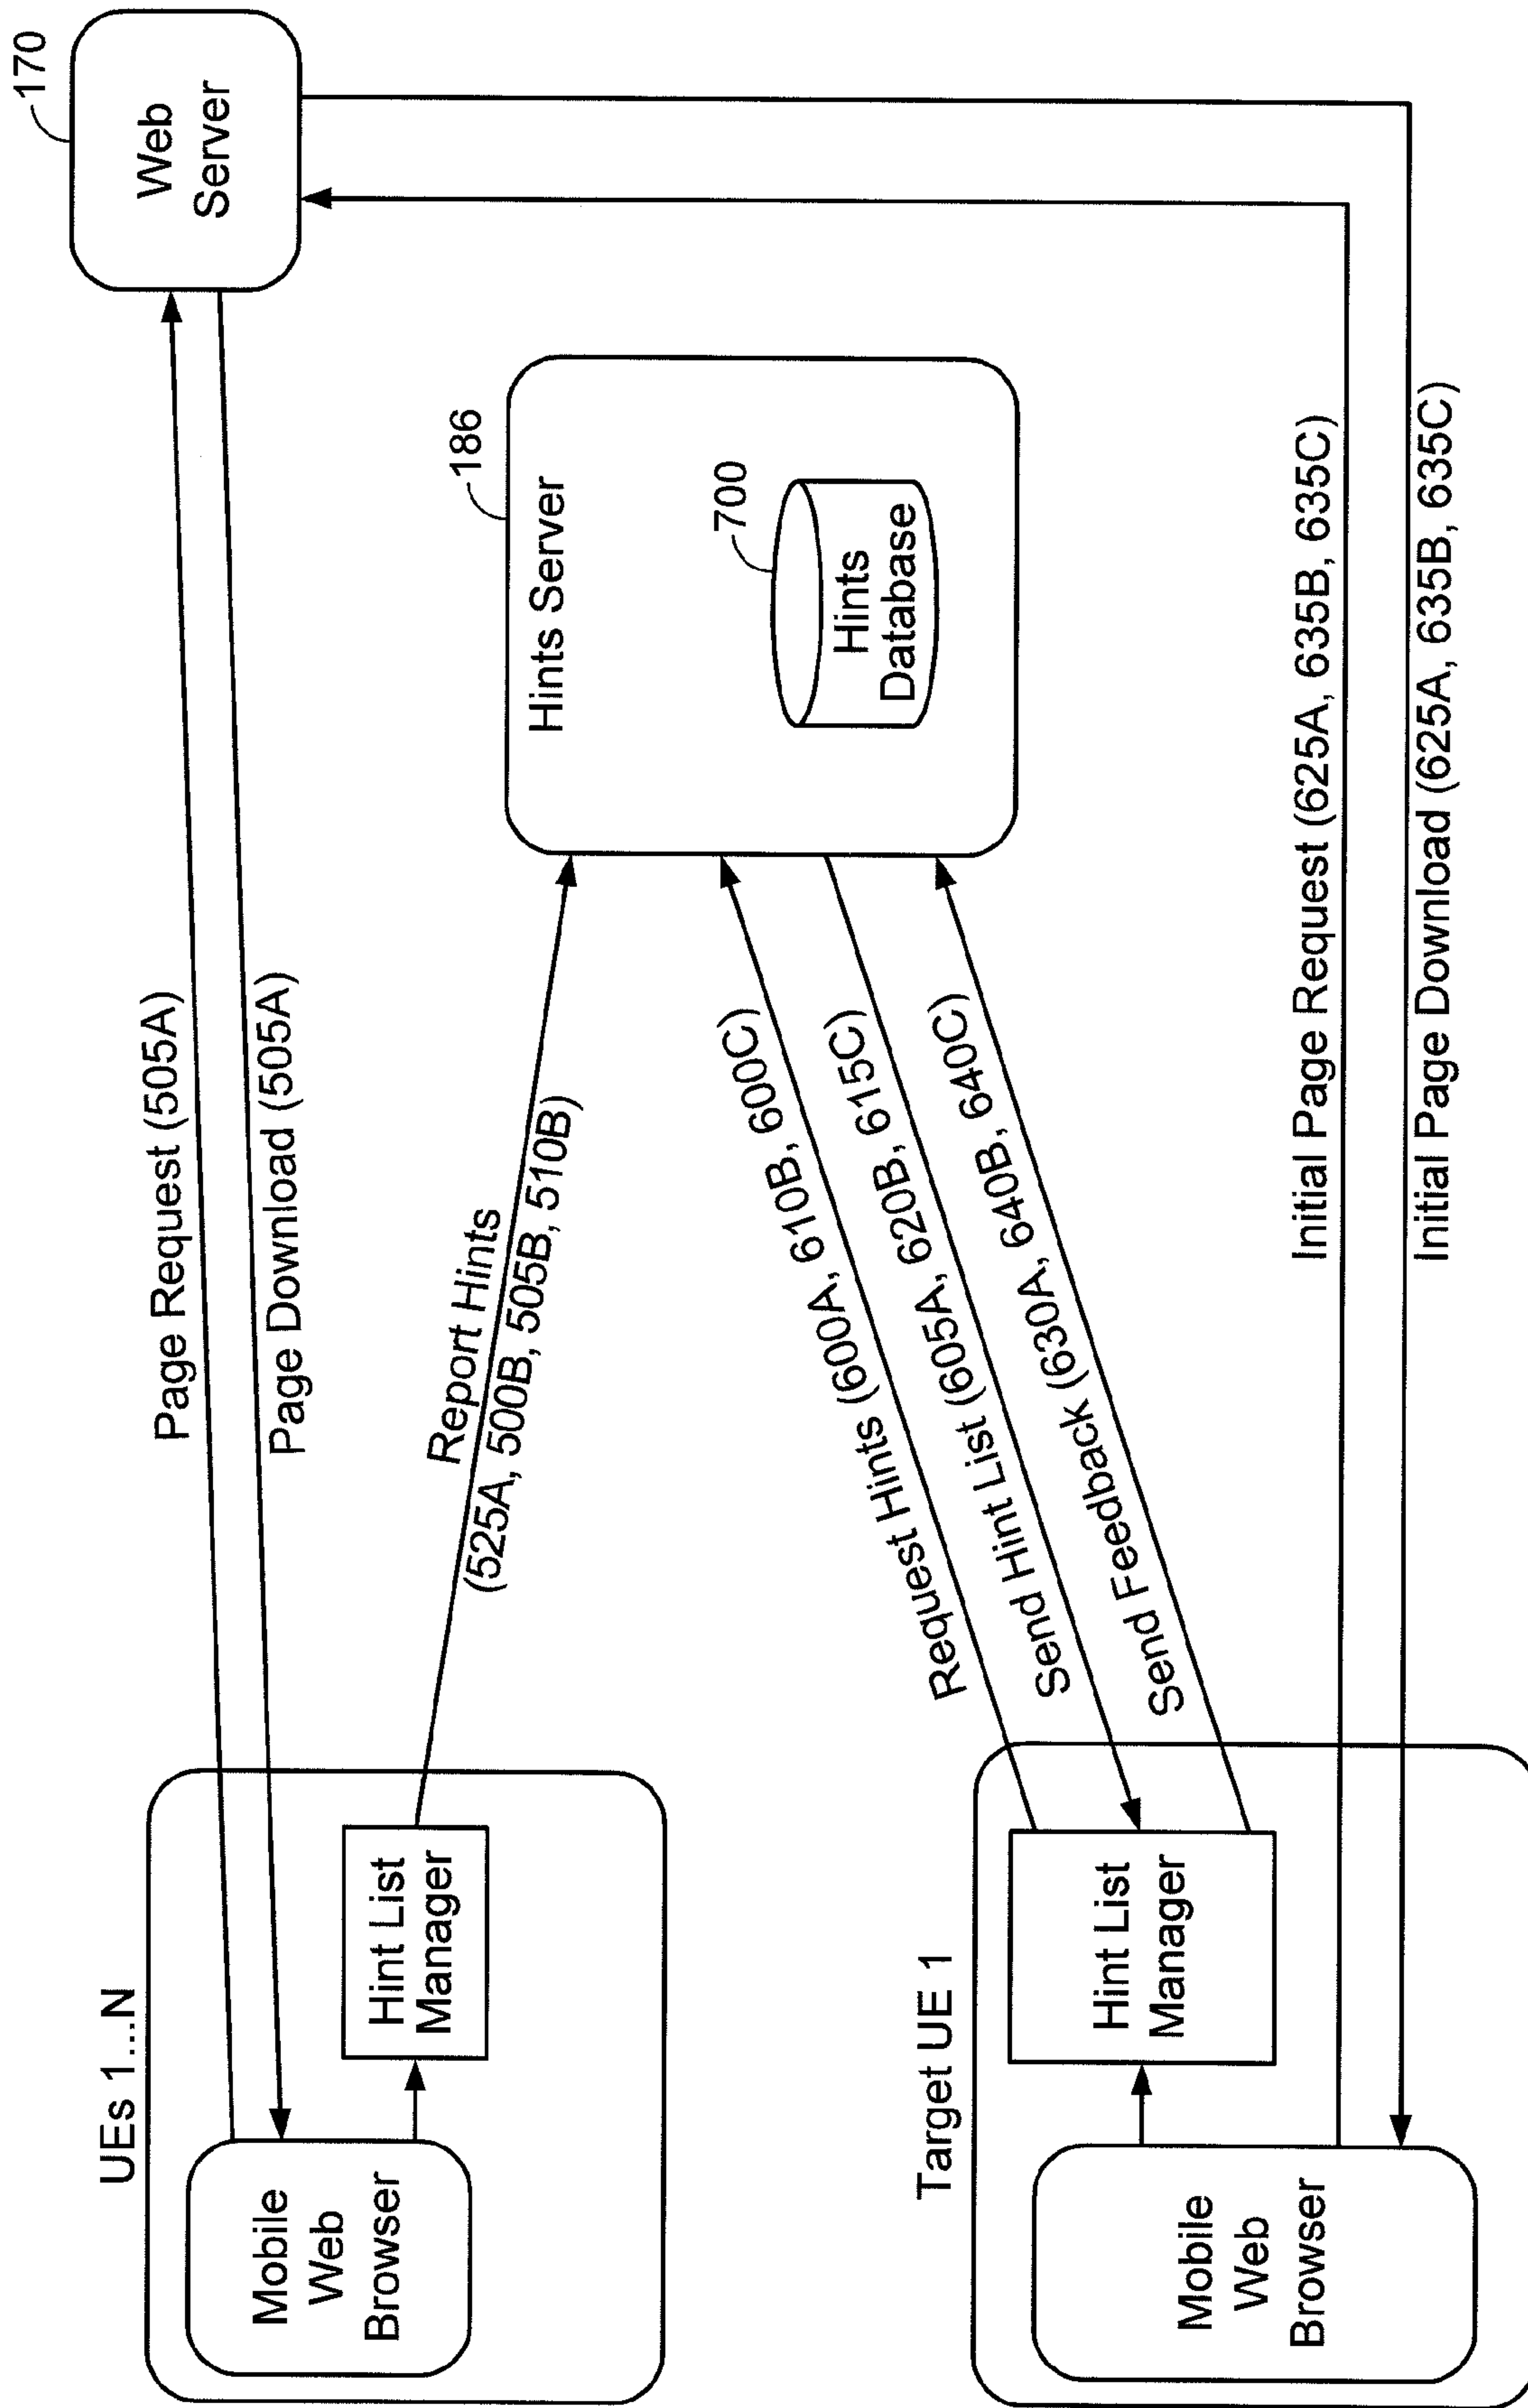 170
Web
Server
Page Request (505A)
Page Download (505A)
186
Hints Server
700
Hints
Database
UEs 1...N
Mobile
Web
Browser
Hint List
Manager
Report Hints
(525A, 500B, 505B, 510B)
Request Hints (600A, 610B, 600C)
Send Hint List (605A, 620B, 615C)
Send Feedback (630A, 640B, 640C)
Target UE 1
Mobile
Web
Browser
Hint List
Manager
Initial Page Request (625A, 635B, 635C)
Initial Page Download (625A, 635B, 635C)